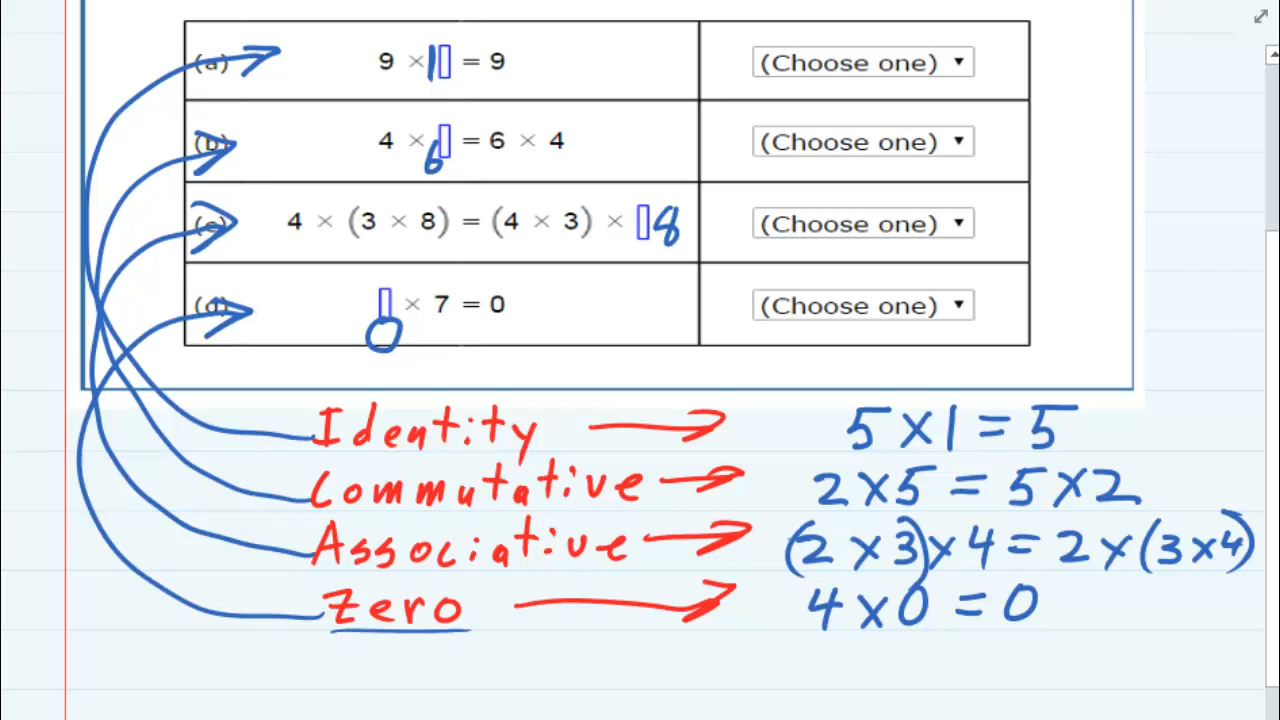 (a) 9 × 1 = 9 (Choose one) ▼
(b) 4 × 6 = 6 × 4 (Choose one) ▼
(c) 4 × (3 × 8) = (4 × 3) × 8 (Choose one) ▼
(d) 0 × 7 = 0 (Choose one) ▼
Identity → 5 × 1 = 5
Commutative → 2 × 5 = 5 × 2
Associative → (2 × 3) × 4 = 2 × (3 × 4)
Zero → 4 × 0 = 0